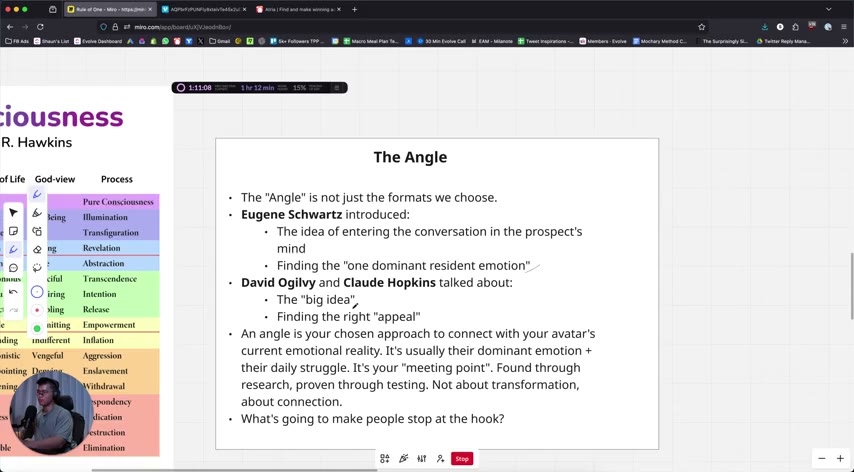 Rule of One - Miro - https://mir
AQPbrFzPUNFly8steivTe4Sx2ul
Atria | Find and make winning a
miro.com/app/board/uXjVJaodnBo=/
FB Ads
Shaun's List
Evolve Dashboard
Gmail
5k+ Followers TPP
Macro Meal Plan Te
30 Min Evolve Call
EAM - Milanote
Tweet Inspirations
Members - Evolve
Mochary Method C
The Surprisingly Si
Twitter Reply Mana
1:11:08
1 hr 12 min
15%
ciousness
R. Hawkins
of Life God-view Process
Pure Consciousness
Being Illumination
Transfiguration
Revelation
Abstraction
Transcendence
Intention
Release
Empowerment
Indifferent Inflation
Vengeful Aggression
Enslavement
Withdrawal
Despondency
Destruction
Elimination
The Angle
• The "Angle" is not just the formats we choose.
• Eugene Schwartz introduced:
• The idea of entering the conversation in the prospect's
mind
• Finding the "one dominant resident emotion"
• David Ogilvy and Claude Hopkins talked about:
• The "big idea"
• Finding the right "appeal"
• An angle is your chosen approach to connect with your avatar's
current emotional reality. It's usually their dominant emotion +
their daily struggle. It's your "meeting point". Found through
research, proven through testing. Not about transformation,
about connection.
• What's going to make people stop at the hook?
Stop